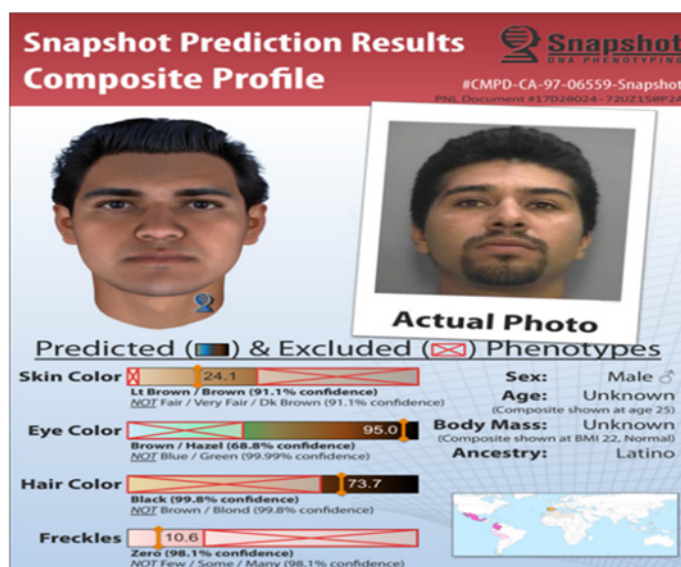 Snapshot Prediction Results
Composite Profile
Snapshot
DNA PHENOTYPING
#CMPD-CA-97-06559-Snapshot
PNL Document #17D20O24-72UZ1S0P2A
Actual Photo
Predicted ( ) & Excluded ( ) Phenotypes
Skin Color
24.1
Lt Brown / Brown (91.1% confidence)
NOT Fair / Very Fair / Dk Brown (91.1% confidence)
Eye Color
95.0
Brown / Hazel (68.8% confidence)
NOT Blue / Green (99.99% confidence)
Hair Color
73.7
Black (99.8% confidence)
NOT Brown / Blond (99.8% confidence)
Freckles
10.6
Zero (98.1% confidence)
NOT Few / Some / Many (98.1% confidence)
Sex: Male ♂
Age: Unknown
(Composite shown at age 25)
Body Mass: Unknown
(Composite shown at BMI 22, Normal)
Ancestry: Latino